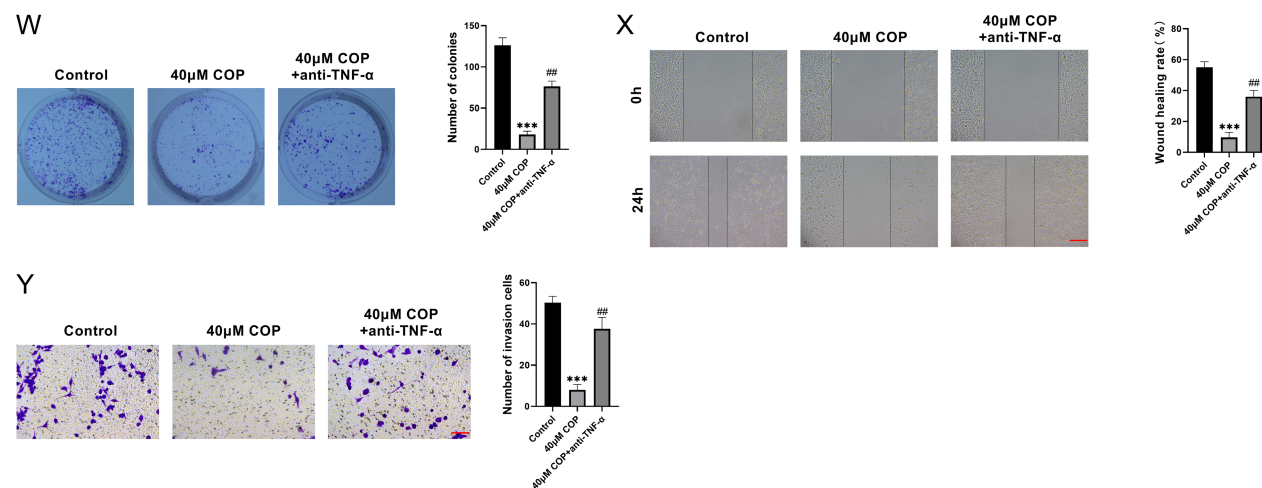 W
Control
40μM COP
40μM COP
+anti-TNF-α
Number of colonies
150
100
50
0
***
##
Control
40μM COP
40μM COP+anti-TNF-α
X
Control
40μM COP
40μM COP
+anti-TNF-α
0h
24h
Wound healing rate( %)
80
60
40
20
0
***
##
Control
40μM COP
40μM COP+anti-TNF-α
Y
Control
40μM COP
40μM COP
+anti-TNF-α
Number of invasion cells
60
40
20
0
***
##
Control
40μM COP
40μM COP+anti-TNF-α